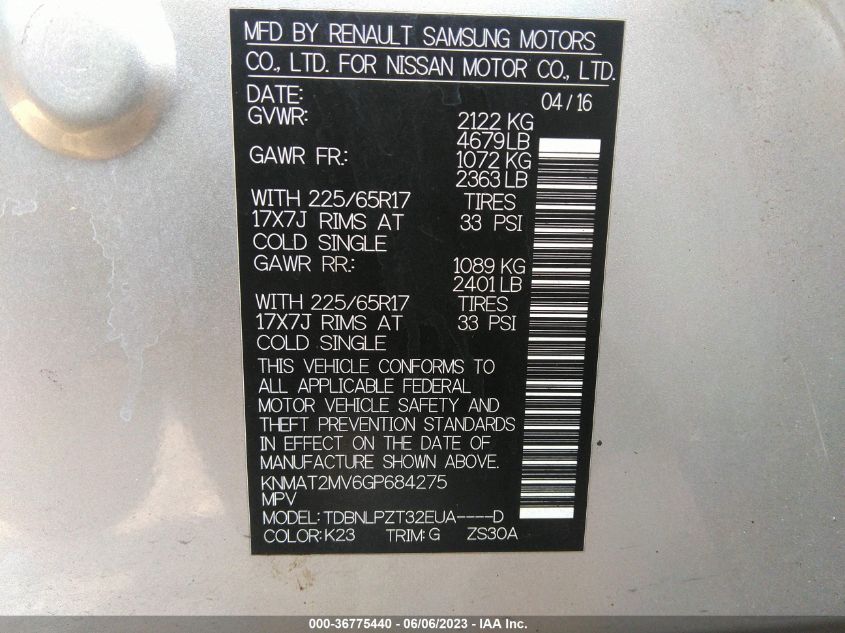 MFD BY RENAULT SAMSUNG MOTORS
CO., LTD. FOR NISSAN MOTOR CO., LTD.
DATE: 04/16
GVWR: 2122 KG
4679 LB
GAWR FR.: 1072 KG
2363 LB
WITH 225/65R17 TIRES
17X7J RIMS AT 33 PSI
COLD SINGLE
GAWR RR.: 1089 KG
2401 LB
WITH 225/65R17 TIRES
17X7J RIMS AT 33 PSI
COLD SINGLE
THIS VEHICLE CONFORMS TO
ALL APPLICABLE FEDERAL
MOTOR VEHICLE SAFETY AND
THEFT PREVENTION STANDARDS
IN EFFECT ON THE DATE OF
MANUFACTURE SHOWN ABOVE.
KNMAT2MV6GP684275
MPV
MODEL: TDBNLPZT32EUA----D
COLOR: K23 TRIM: G ZS30A
000-36775440 - 06/06/2023 - IAA Inc.